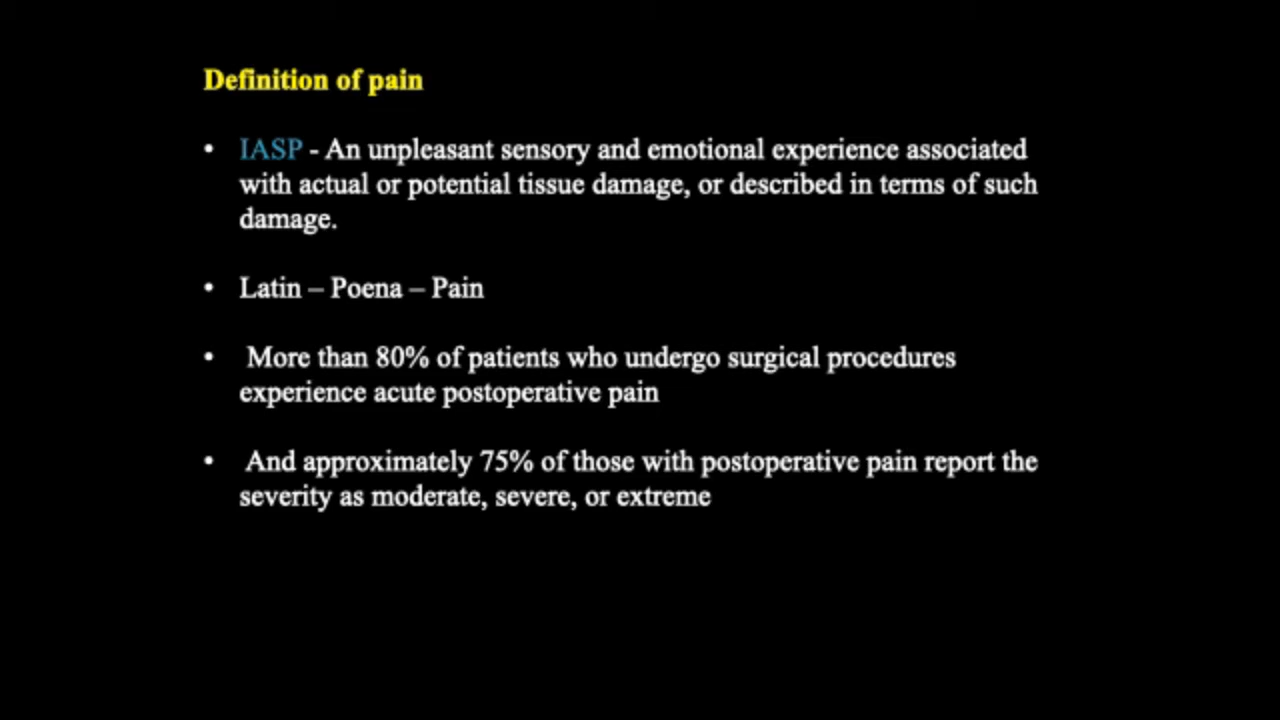 Definition of pain
• IASP - An unpleasant sensory and emotional experience associated
with actual or potential tissue damage, or described in terms of such
damage.
• Latin – Poena – Pain
• More than 80% of patients who undergo surgical procedures
experience acute postoperative pain
• And approximately 75% of those with postoperative pain report the
severity as moderate, severe, or extreme